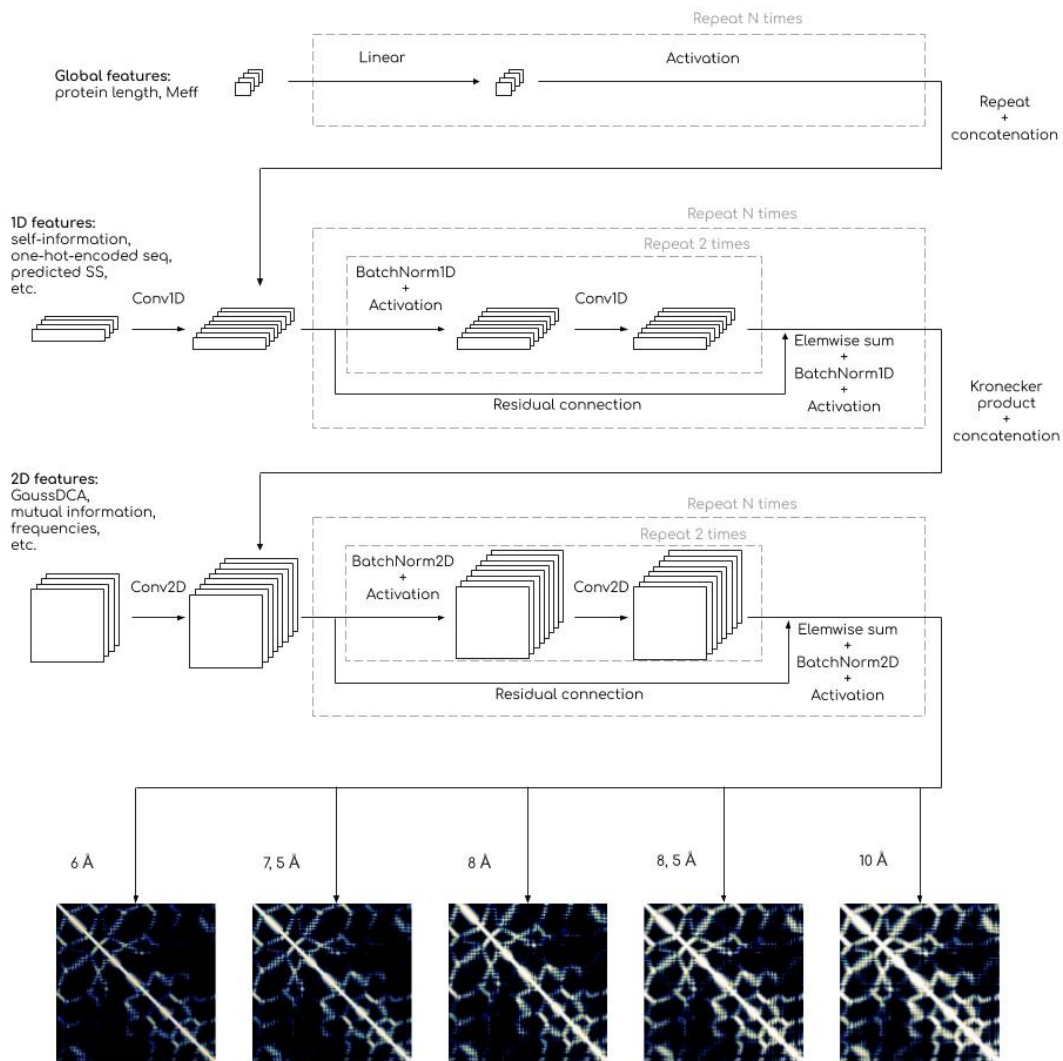 Repeat N times
Linear
Activation
Global features:
protein length, Meff
Repeat
+
concatenation
1D features:
self-information,
one-hot-encoded seq,
predicted SS,
etc.
Repeat N times
Repeat 2 times
Conv1D
BatchNorm1D
+
Activation
Conv1D
Elemwise sum
+
BatchNorm1D
+
Activation
Residual connection
Kronecker
product
+
concatenation
2D features:
GaussDCA,
mutual information,
frequencies,
etc.
Repeat N times
Repeat 2 times
Conv2D
BatchNorm2D
+
Activation
Conv2D
Elemwise sum
+
BatchNorm2D
+
Activation
Residual connection
6 Å
7, 5 Å
8 Å
8, 5 Å
10 Å